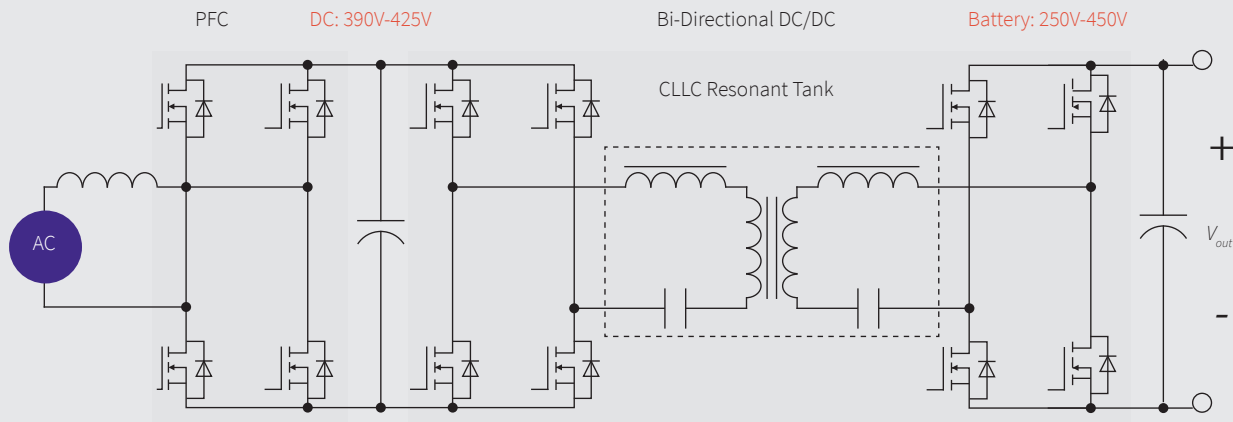 PFC
DC: 390V-425V
Bi-Directional DC/DC
Battery: 250V-450V
CLLC Resonant Tank
AC
+
Vout
-